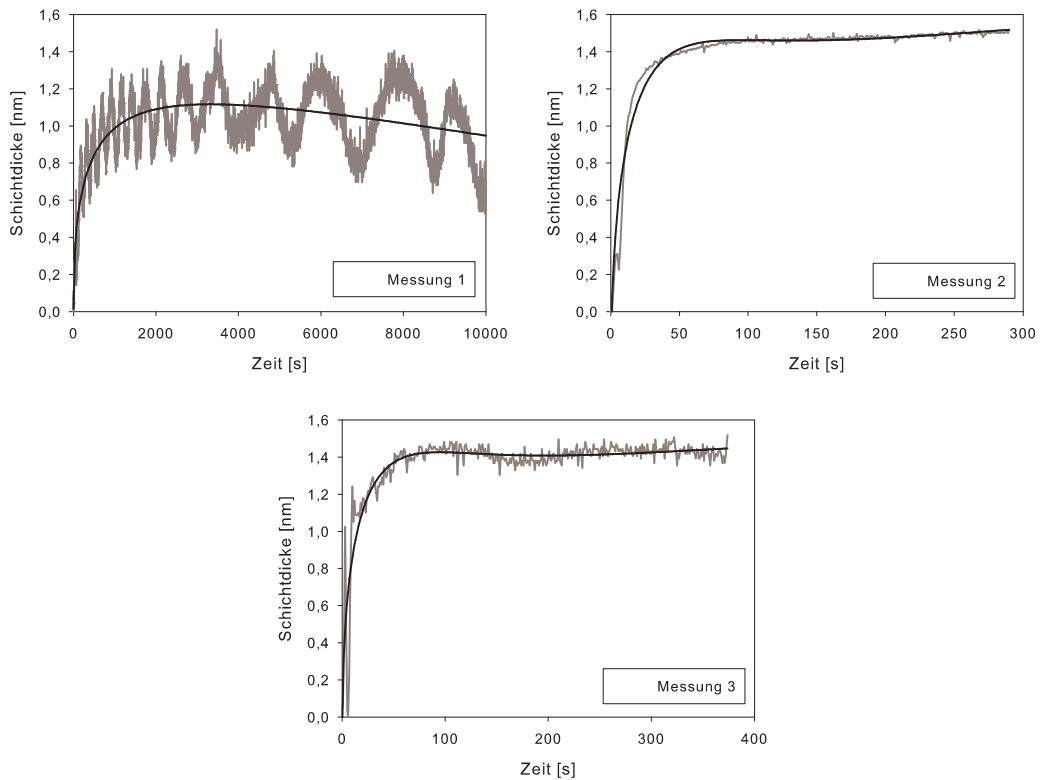 1,6
1,4
1,2
1,0
0,8
0,6
0,4
0,2
0,0
Schichtdicke [nm]
Messung 1
0 2000 4000 6000 8000 10000
Zeit [s]
1,6
1,4
1,2
1,0
0,8
0,6
0,4
0,2
0,0
Schichtdicke [nm]
Messung 2
0 50 100 150 200 250 300
Zeit [s]
1,6
1,4
1,2
1,0
0,8
0,6
0,4
0,2
0,0
Schichtdicke [nm]
Messung 3
0 100 200 300 400
Zeit [s]